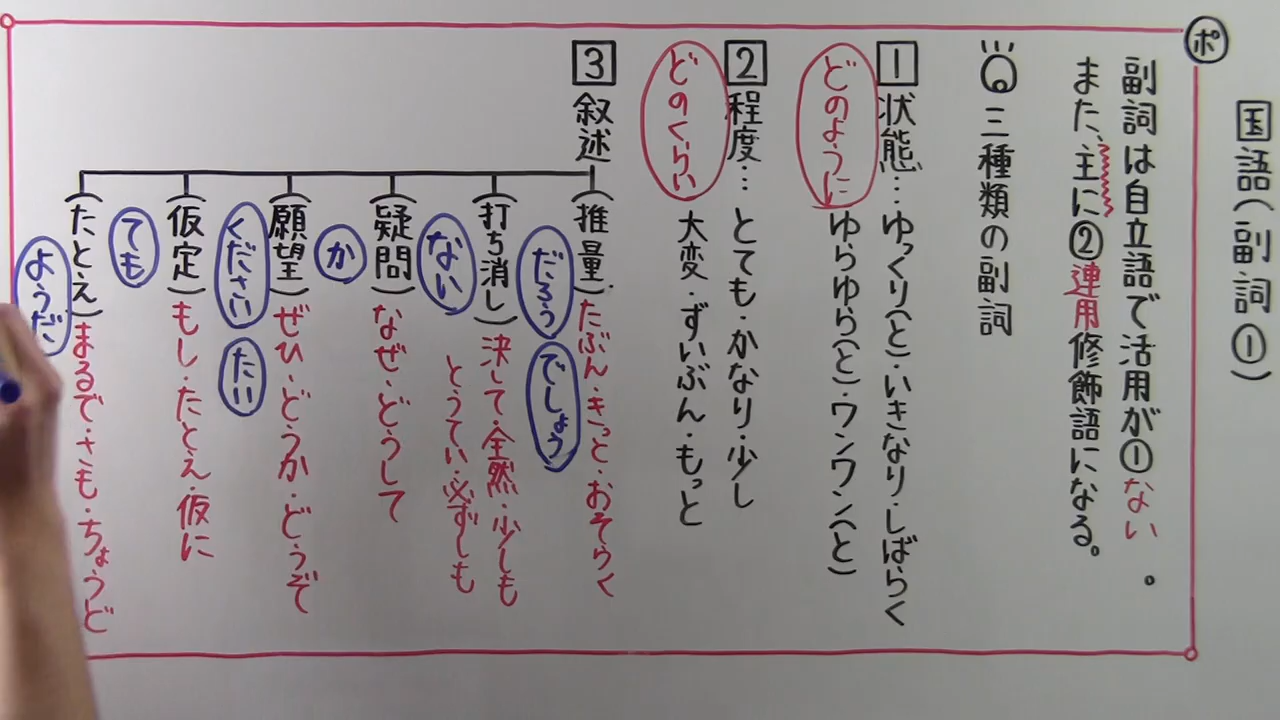 国語(副詞①)
ポ
副詞は自立語で活用が①ない。
また、主に②連用修飾語になる。
三種類の副詞
1 状態…ゆっくり(と)・いきなり・しばらく
どのように
ゆらゆら(と)・ワンワン(と)
2 程度…とても・かなり・少し
どのくらい
大変・ずいぶん・もっと
3 叙述
(推量)たぶん・きっと・おそらく
だろう でしょう
(打ち消し)決して・全然・少しも
とうてい・必ずしも
ない
(疑問)なぜ・どうして
か
(願望)ぜひ・どうか・どうぞ
ください たい
(仮定)もし・たとえ・仮に
ても
(たとえ)まるで・さも・ちょうど
ようだ